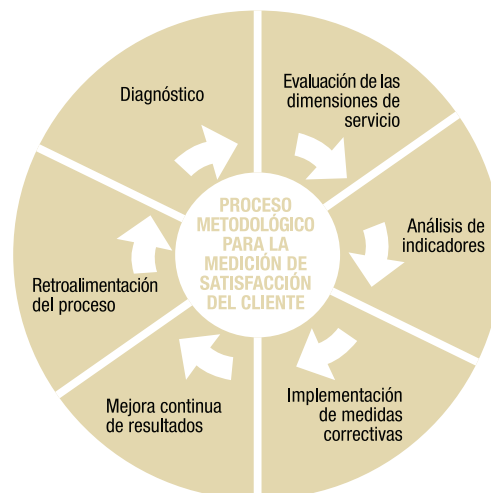 Diagnóstico
Evaluación de las
dimensiones de
servicio
Análisis de
indicadores
Implementación
de medidas
correctivas
Mejora continua
de resultados
Retroalimentación
del proceso
PROCESO
METODOLÓGICO
PARA LA
MEDICIÓN DE
SATISFACCIÓN
DEL CLIENTE